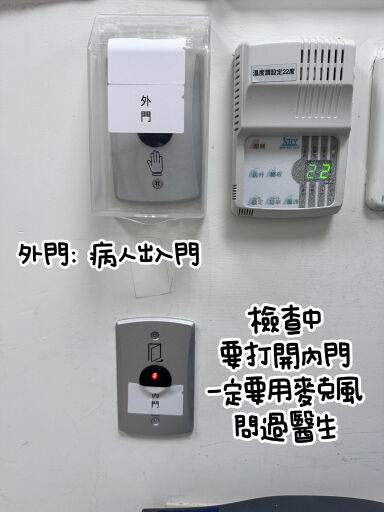 外
門
溫度請設定22度
22
外門: 病人出入門
檢查中
要打開內門
一定要用麥克風
問過醫生
內門